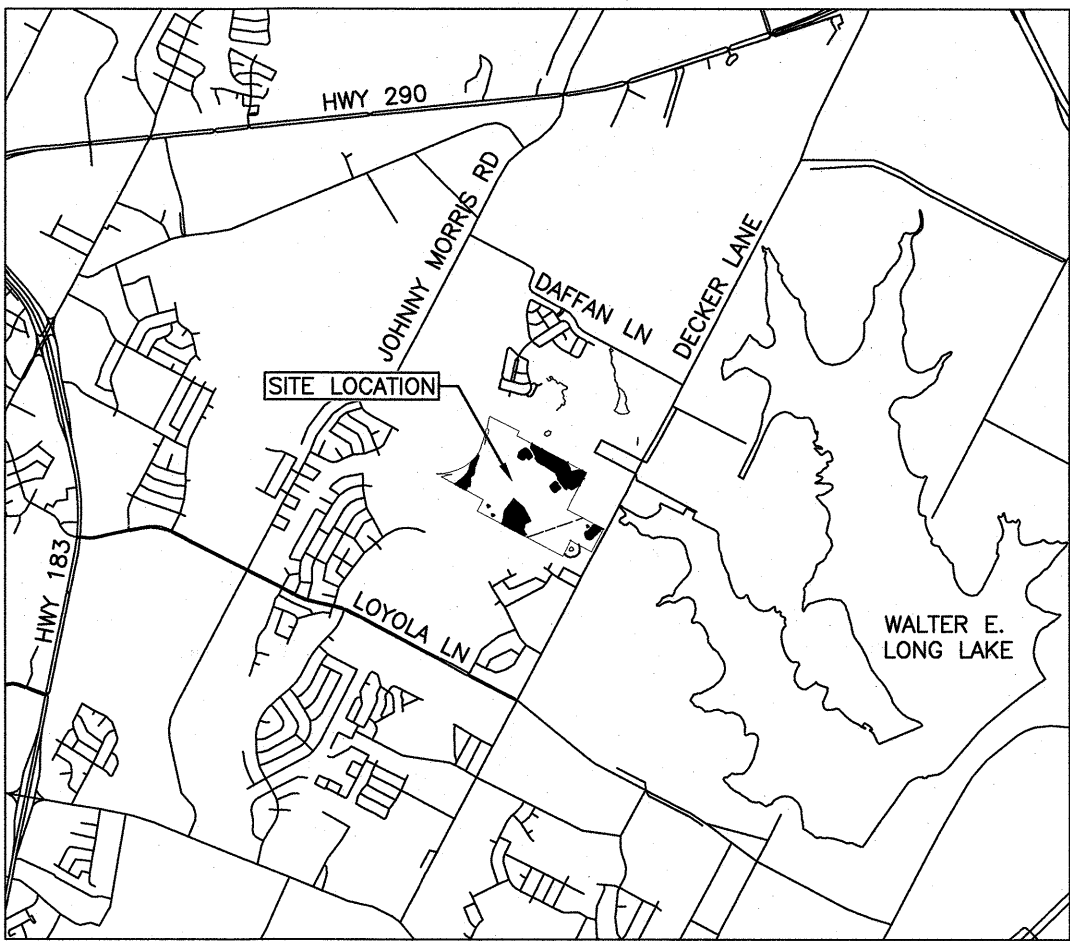 HWY 290
JOHNNY MORRIS RD
DECKER LANE
DAFFAN LN
SITE LOCATION
HWY 183
LOYOLA LN
WALTER E.
LONG LAKE